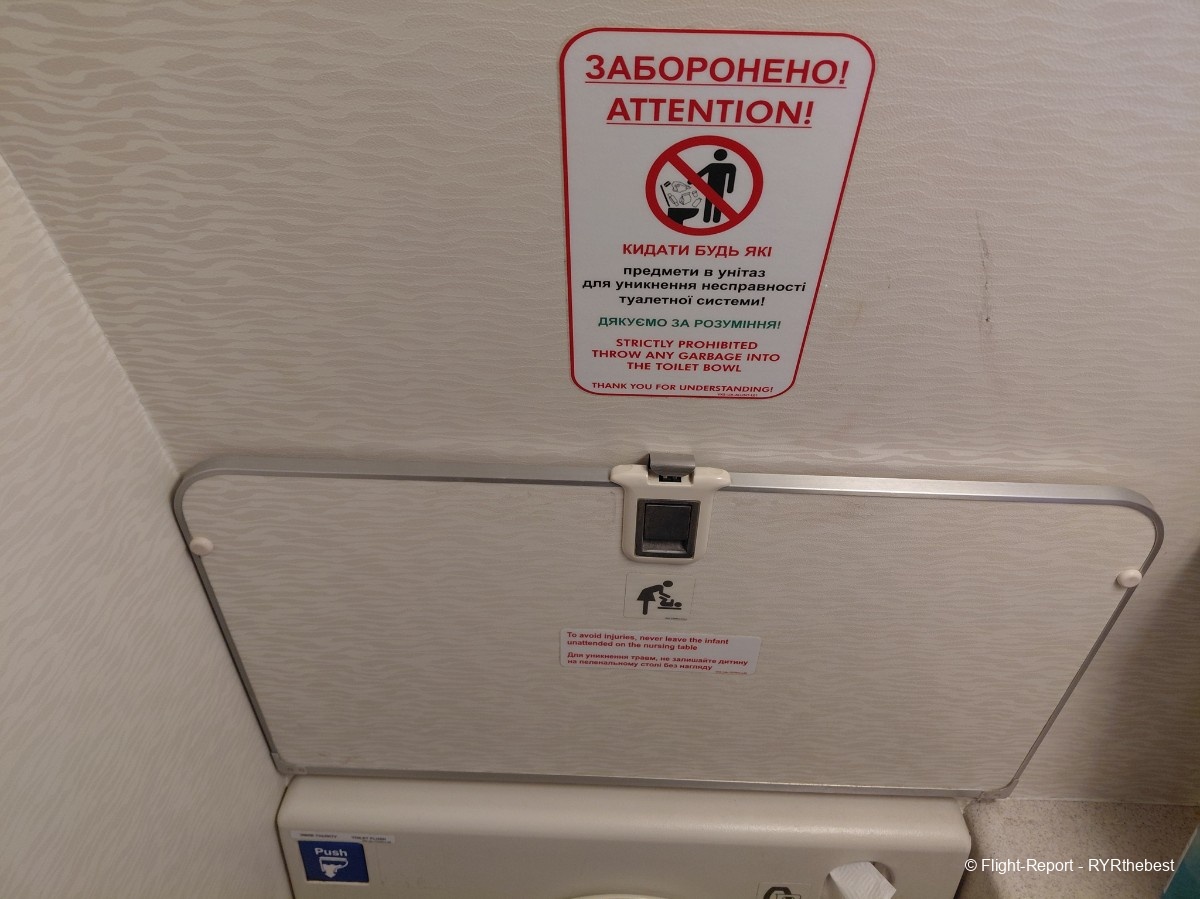 ЗАБОРОНЕНО!
ATTENTION!
КИДАТИ БУДЬ ЯКІ
предмети в унітаз
для уникнення несправності
туалетної системи!
ДЯКУЄМО ЗА РОЗУМІННЯ!
STRICTLY PROHIBITED
THROW ANY GARBAGE INTO
THE TOILET BOWL
THANK YOU FOR UNDERSTANDING!
To avoid injuries, never leave the infant
unattended on the nursing table
Для уникнення травм, не залишайте дитину
на пеленальному столі без нагляду
Push
© Flight-Report - RYRthebest